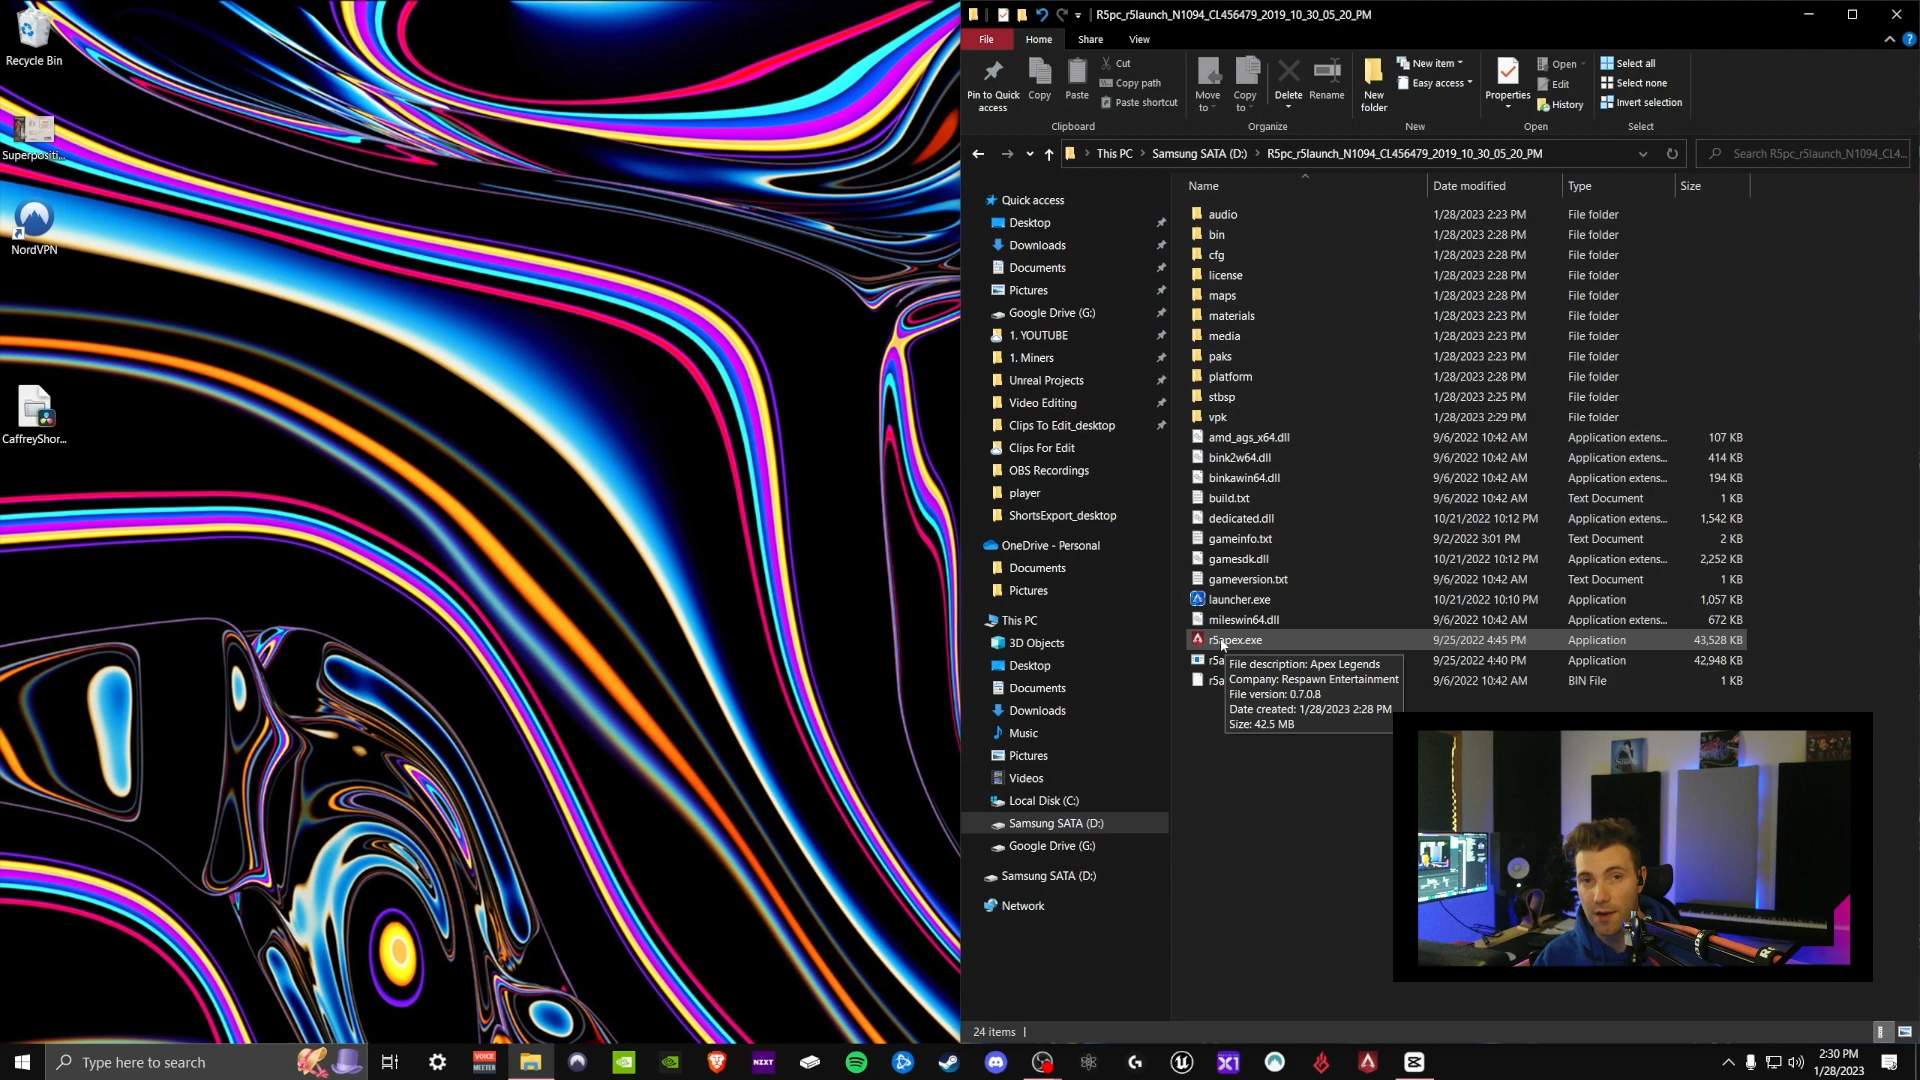 Recycle Bin
Superpositi...
NordVPN
CaffreyShor...
R5pc_r5launch_N1094_CL456479_2019_10_30_05_20_PM
File
Home
Share
View
Pin to Quick access
Copy
Paste
Cut
Copy path
Paste shortcut
Clipboard
Move to
Copy to
Delete
Rename
Organize
New folder
New item
Easy access
New
Properties
Open
Edit
History
Open
Select all
Select none
Invert selection
Select
This PC > Samsung SATA (D:) > R5pc_r5launch_N1094_CL456479_2019_10_30_05_20_PM
Search R5pc_r5launch_N1094_CL4...
Quick access
Desktop
Downloads
Documents
Pictures
Google Drive (G:)
1. YOUTUBE
1. Miners
Unreal Projects
Video Editing
Clips To Edit_desktop
Clips For Edit
OBS Recordings
player
ShortsExport_desktop
OneDrive - Personal
Documents
Pictures
This PC
3D Objects
Desktop
Documents
Downloads
Music
Pictures
Videos
Local Disk (C:)
Samsung SATA (D:)
Google Drive (G:)
Samsung SATA (D:)
Network
Name Date modified Type Size
audio 1/28/2023 2:23 PM File folder
bin 1/28/2023 2:28 PM File folder
cfg 1/28/2023 2:28 PM File folder
license 1/28/2023 2:28 PM File folder
maps 1/28/2023 2:28 PM File folder
materials 1/28/2023 2:23 PM File folder
media 1/28/2023 2:23 PM File folder
paks 1/28/2023 2:23 PM File folder
platform 1/28/2023 2:28 PM File folder
stbsp 1/28/2023 2:25 PM File folder
vpk 1/28/2023 2:29 PM File folder
amd_ags_x64.dll 9/6/2022 10:42 AM Application extens... 107 KB
bink2w64.dll 9/6/2022 10:42 AM Application extens... 414 KB
binkawin64.dll 9/6/2022 10:42 AM Application extens... 194 KB
build.txt 9/6/2022 10:42 AM Text Document 1 KB
dedicated.dll 10/21/2022 10:12 PM Application extens... 1,542 KB
gameinfo.txt 9/2/2022 3:01 PM Text Document 2 KB
gamesdk.dll 10/21/2022 10:12 PM Application extens... 2,252 KB
gameversion.txt 9/6/2022 10:42 AM Text Document 1 KB
launcher.exe 10/21/2022 10:10 PM Application 1,057 KB
mileswin64.dll 9/6/2022 10:42 AM Application extens... 672 KB
r5apex.exe 9/25/2022 4:45 PM Application 43,528 KB
r5a 9/25/2022 4:40 PM Application 42,948 KB
r5a 9/6/2022 10:42 AM BIN File 1 KB
File description: Apex Legends
Company: Respawn Entertainment
File version: 0.7.0.8
Date created: 1/28/2023 2:28 PM
Size: 42.5 MB
24 items
Type here to search
VOICE MEETER
NZXT
X1
2:30 PM
1/28/2023